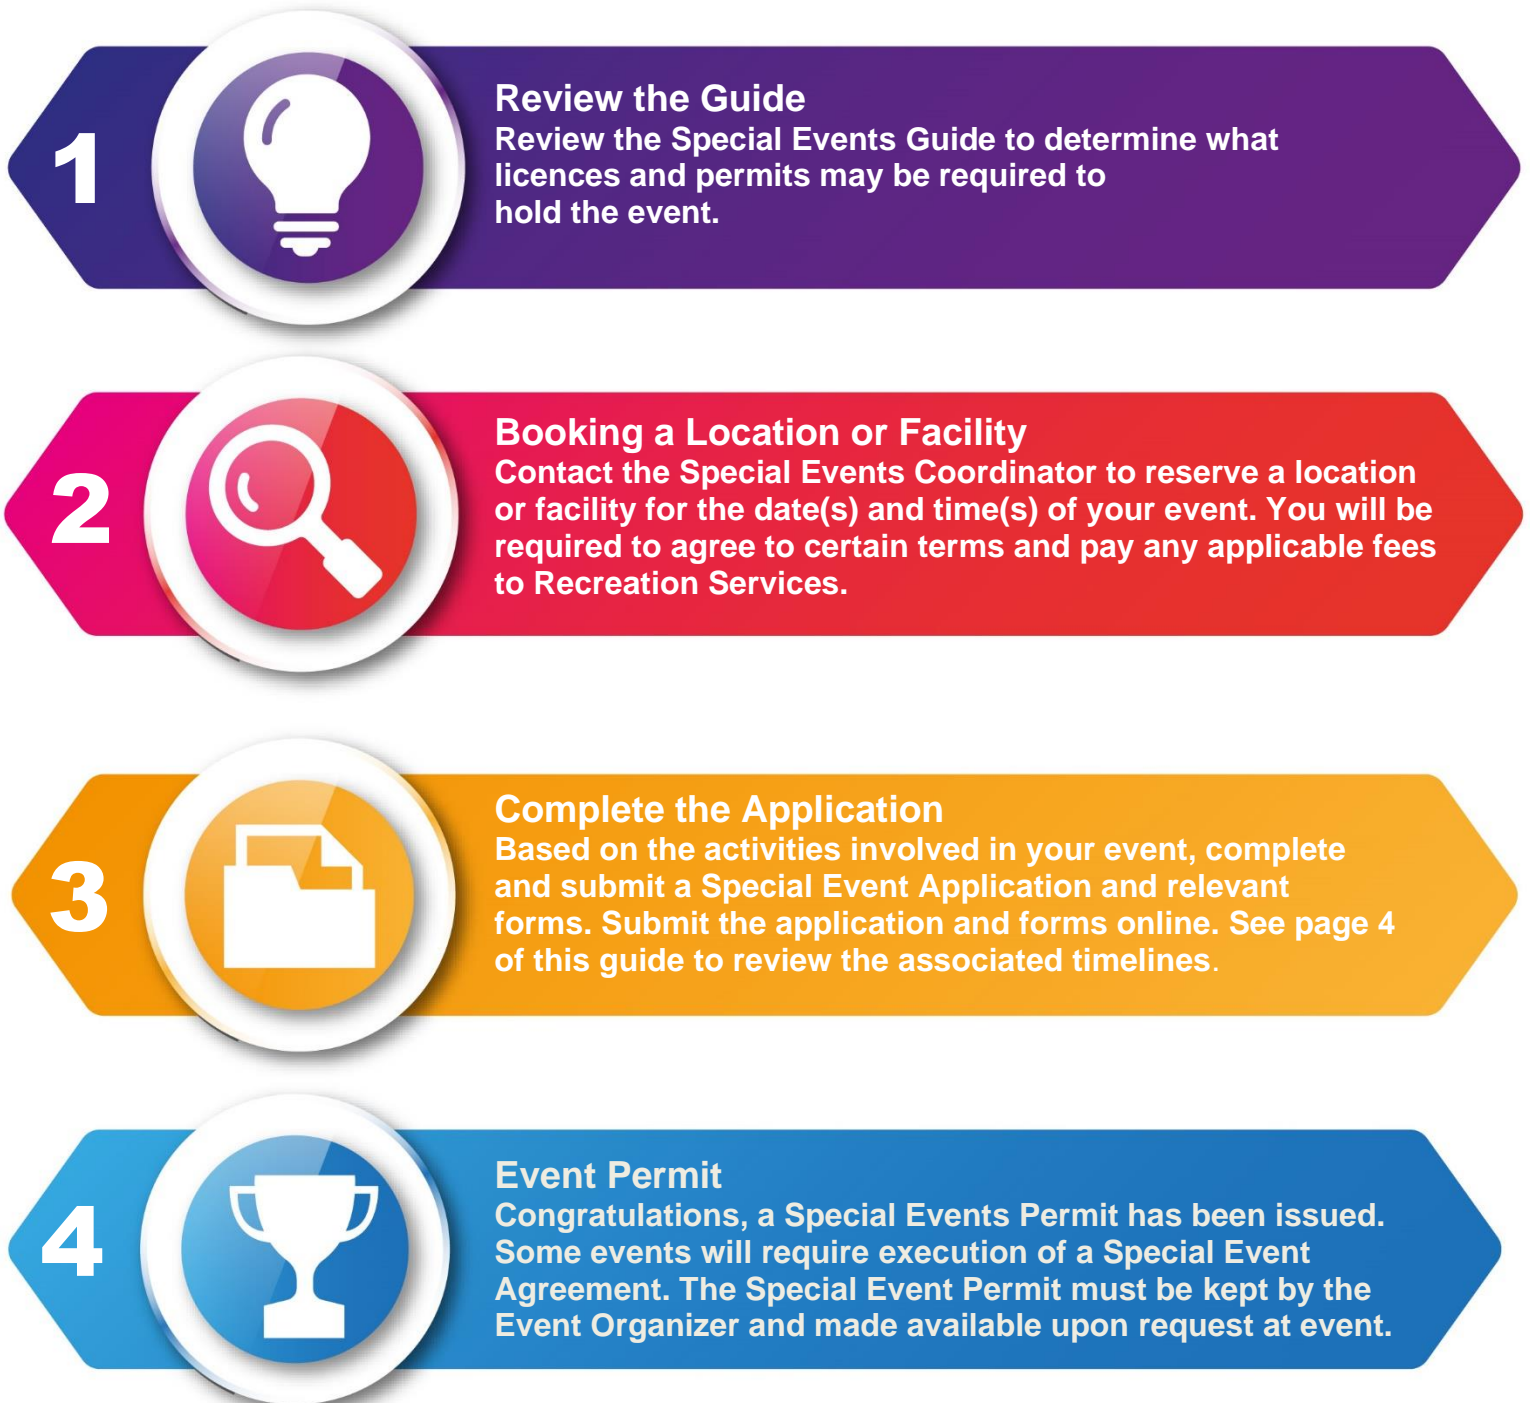 1
Review the Guide
Review the Special Events Guide to determine what
licences and permits may be required to
hold the event.
2
Booking a Location or Facility
Contact the Special Events Coordinator to reserve a location
or facility for the date(s) and time(s) of your event. You will be
required to agree to certain terms and pay any applicable fees
to Recreation Services.
3
Complete the Application
Based on the activities involved in your event, complete
and submit a Special Event Application and relevant
forms. Submit the application and forms online. See page 4
of this guide to review the associated timelines.
4
Event Permit
Congratulations, a Special Events Permit has been issued.
Some events will require execution of a Special Event
Agreement. The Special Event Permit must be kept by the
Event Organizer and made available upon request at event.